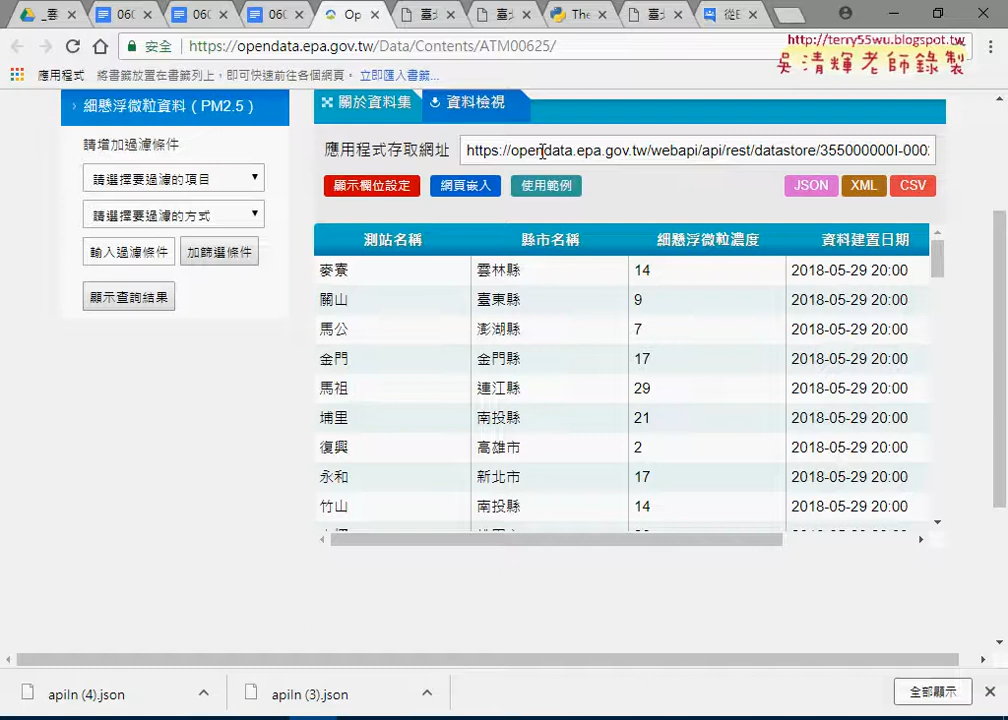 _雲
060
060
060
Op
臺北
臺北
The
臺北
從E
安全 https://opendata.epa.gov.tw/Data/Contents/ATM00625/
http://terry55wu.blogspot.tw
吳清輝老師錄製
應用程式 將書籤放置在書籤列上，即可快速前往各個網頁。 立即匯入書籤...
細懸浮微粒資料（PM2.5）
關於資料集
資料檢視
請增加過濾條件
請選擇要過濾的項目
請選擇要過濾的方式
輸入過濾條件
加篩選條件
顯示查詢結果
應用程式存取網址 https://opendata.epa.gov.tw/webapi/api/rest/datastore/355000000I-000
顯示欄位設定 網頁嵌入 使用範例 JSON XML CSV
測站名稱 縣市名稱 細懸浮微粒濃度 資料建置日期
麥寮 雲林縣 14 2018-05-29 20:00
關山 臺東縣 9 2018-05-29 20:00
馬公 澎湖縣 7 2018-05-29 20:00
金門 金門縣 17 2018-05-29 20:00
馬祖 連江縣 29 2018-05-29 20:00
埔里 南投縣 21 2018-05-29 20:00
復興 高雄市 2 2018-05-29 20:00
永和 新北市 17 2018-05-29 20:00
竹山 南投縣 14 2018-05-29 20:00
apiIn (4).json
apiIn (3).json
全部顯示